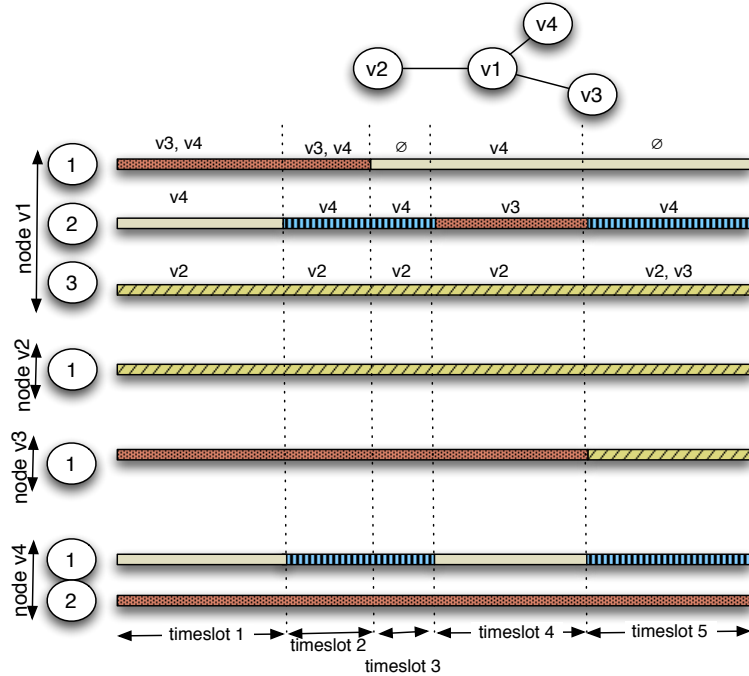 v4
v2 v1
v3
v3, v4 v3, v4 ∅ v4 ∅
1
v4 v4 v4 v3 v4
2
node v1
v2 v2 v2 v2 v2, v3
3
node v2
1
node v3
1
node v4
1
2
timeslot 1 timeslot 2 timeslot 4 timeslot 5
timeslot 3